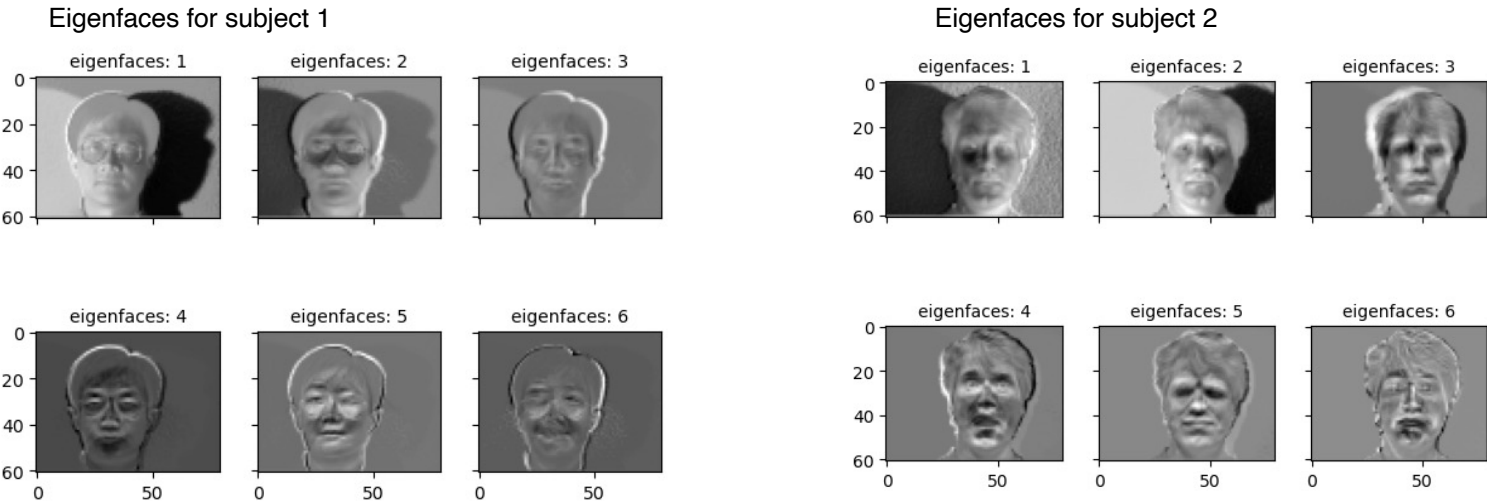 Eigenfaces for subject 1
Eigenfaces for subject 2
eigenfaces: 1
eigenfaces: 2
eigenfaces: 3
0
20
40
60
eigenfaces: 4
eigenfaces: 5
eigenfaces: 6
0
20
40
60
0
50
0
50
0
50
eigenfaces: 1
eigenfaces: 2
eigenfaces: 3
0
20
40
60
eigenfaces: 4
eigenfaces: 5
eigenfaces: 6
0
20
40
60
0
50
0
50
0
50